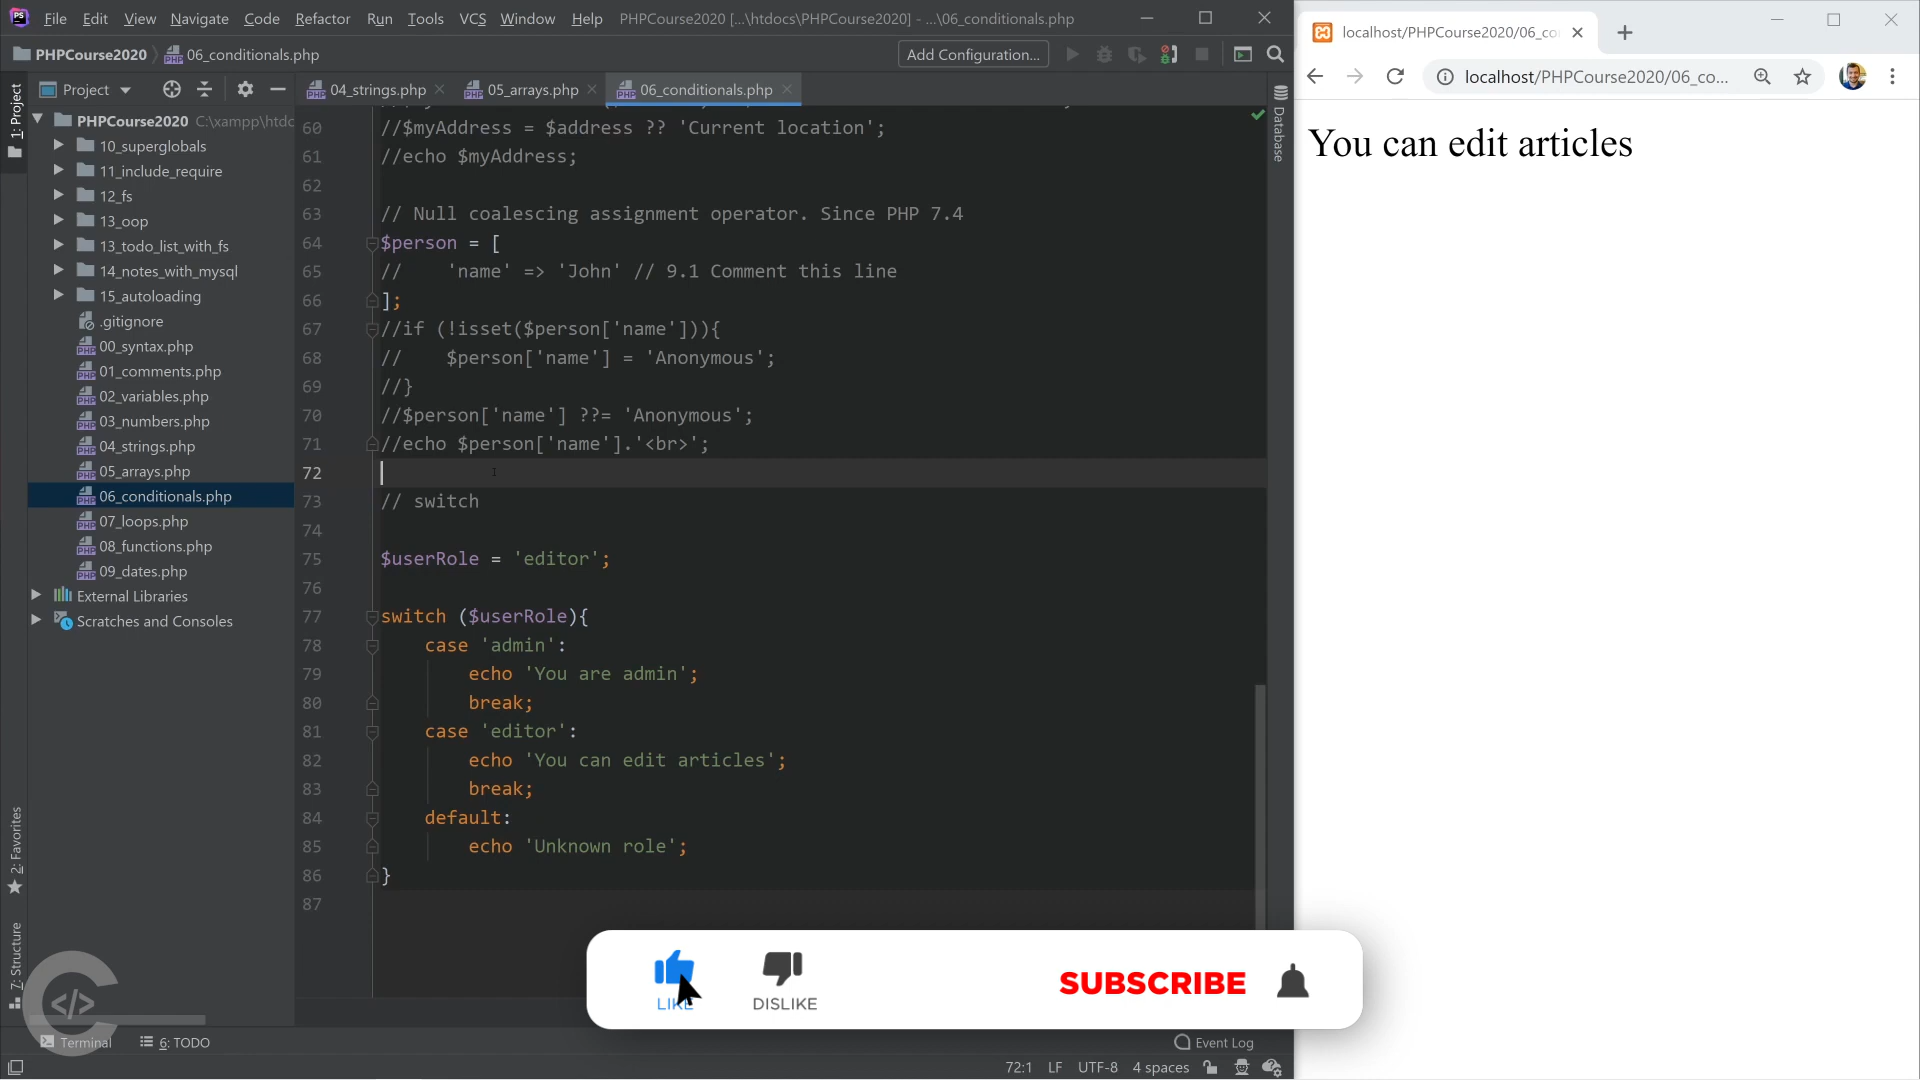 File Edit View Navigate Code Refactor Run Tools VCS Window Help PHPCourse2020 [...\htdocs\PHPCourse2020] - ...\06_conditionals.php
PHPCourse2020 06_conditionals.php
Add Configuration...
1: Project
Project
04_strings.php
05_arrays.php
06_conditionals.php
PHPCourse2020 C:\xampp\htdc
10_superglobals
11_include_require
12_fs
13_oop
13_todo_list_with_fs
14_notes_with_mysql
15_autoloading
.gitignore
00_syntax.php
01_comments.php
02_variables.php
03_numbers.php
04_strings.php
05_arrays.php
06_conditionals.php
07_loops.php
08_functions.php
09_dates.php
External Libraries
Scratches and Consoles
2: Favorites
7: Structure
60 //$myAddress = $address ?? 'Current location';
61 //echo $myAddress;
62
63 // Null coalescing assignment operator. Since PHP 7.4
64 $person = [
65 //    'name' => 'John' // 9.1 Comment this line
66 ];
67 //if (!isset($person['name'])){
68 //    $person['name'] = 'Anonymous';
69 //}
70 //$person['name'] ??= 'Anonymous';
71 //echo $person['name'].'<br>';
72
73 // switch
74
75 $userRole = 'editor';
76
77 switch ($userRole){
78     case 'admin':
79         echo 'You are admin';
80         break;
81     case 'editor':
82         echo 'You can edit articles';
83         break;
84     default:
85         echo 'Unknown role';
86 }
87
Database
Terminal 6: TODO
Event Log
72:1 LF UTF-8 4 spaces
localhost/PHPCourse2020/06_co
localhost/PHPCourse2020/06_co...
You can edit articles
LIKE
DISLIKE
SUBSCRIBE